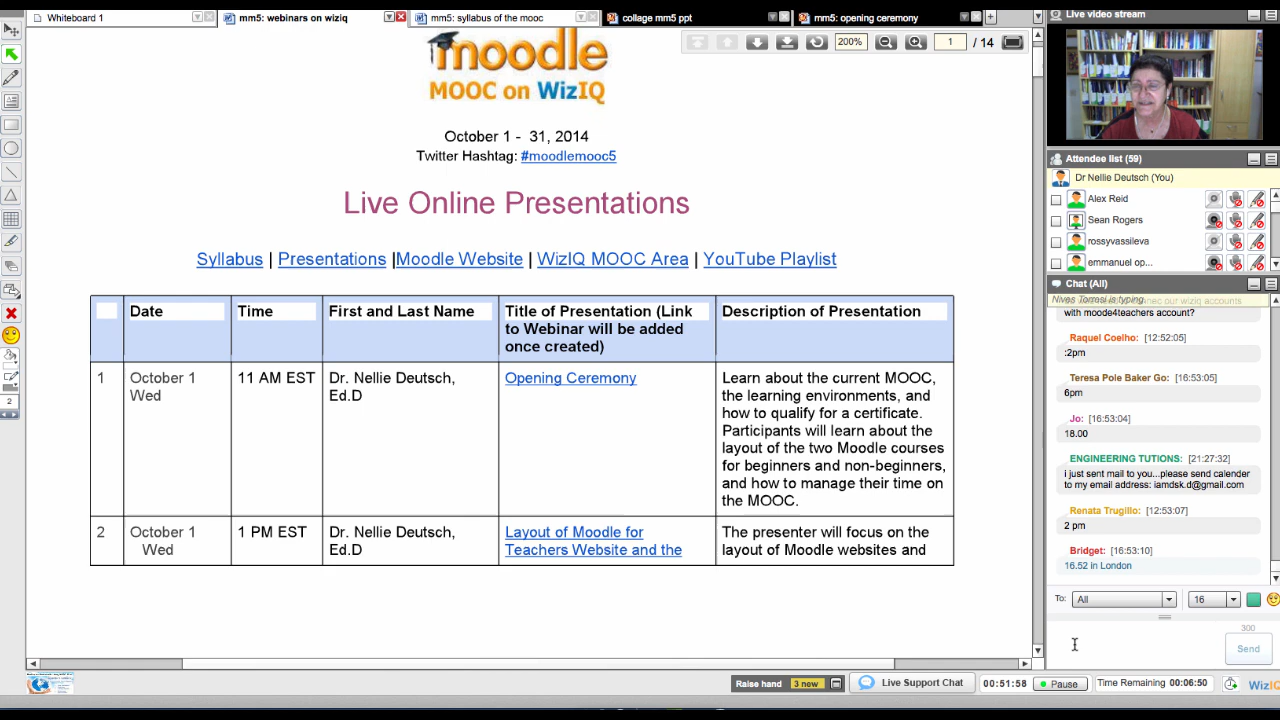 Whiteboard 1
mm5: webinars on wiziq
mm5: syllabus of the mooc
collage mm5 ppt
mm5: opening ceremony
200%
1 / 14
moodle
MOOC on WizIQ
October 1 - 31, 2014
Twitter Hashtag: #moodlemooc5
Live Online Presentations
Syllabus | Presentations |Moodle Website | WizIQ MOOC Area | YouTube Playlist
Date
Time
First and Last Name
Title of Presentation (Link
to Webinar will be added
once created)
Description of Presentation
1
October 1
Wed
11 AM EST
Dr. Nellie Deutsch,
Ed.D
Opening Ceremony
Learn about the current MOOC,
the learning environments, and
how to qualify for a certificate.
Participants will learn about the
layout of the two Moodle courses
for beginners and non-beginners,
and how to manage their time on
the MOOC.
2
October 1
Wed
1 PM EST
Dr. Nellie Deutsch,
Ed.D
Layout of Moodle for
Teachers Website and the
The presenter will focus on the
layout of Moodle websites and
2
Live video stream
Attendee list (59)
Dr Nellie Deutsch (You)
Alex Reid
Sean Rogers
rossyvassileva
emmanuel op...
Chat (All)
is typing.
pur wiziq accounts
with moode4teachers account?
Raquel Coelho: [12:52:05]
:2pm
Teresa Pole Baker Go: [16:53:05]
6pm
Jo: [16:53:04]
18.00
ENGINEERING TUTIONS: [21:27:32]
i just sent mail to you...please send calender
to my email address: iamdsk.d@gmail.com
Renata Trugillo: [12:53:07]
2 pm
Bridget: [16:53:10]
16.52 in London
To: All
16
300
Send
Raise hand 3 new
Live Support Chat
00:51:58
Pause
Time Remaining 00:06:50
WizIQ